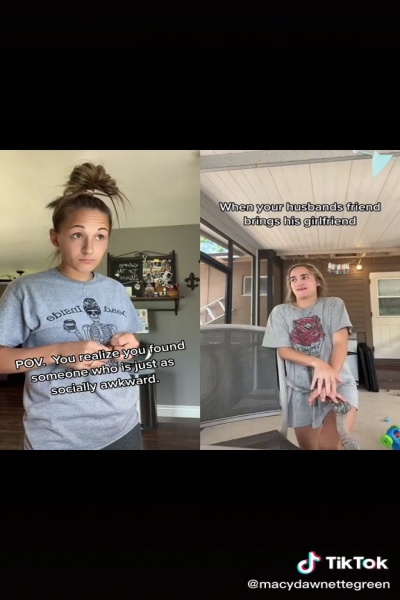 POV. You realize you found
someone who is just as
socially awkward.
When your husbands friend
brings his girlfriend
TikTok
@macydawnettegreen